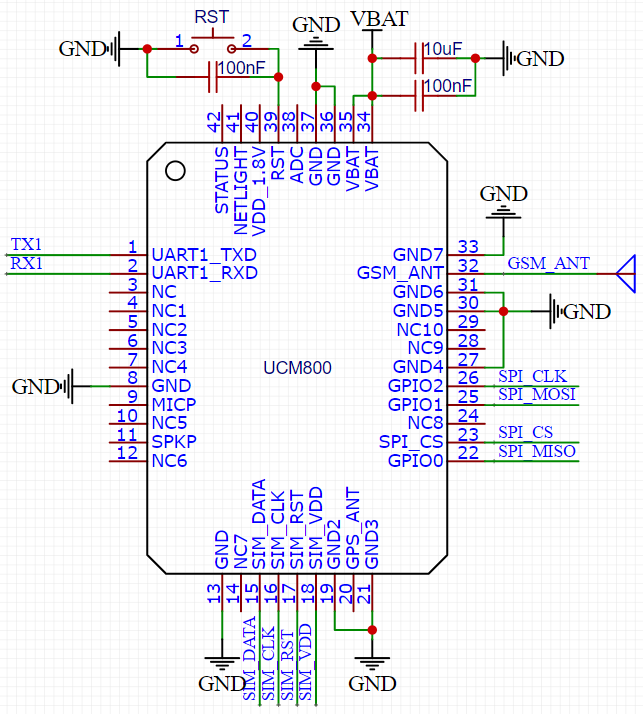 RST
GND
VBAT
GND 1 2
10uF
GND
100nF
100nF
42 41 40 39 38 37 36 35 34
STATUS
NETLIGHT
VDD_1.8V
RST
ADC
GND
GND
VBAT
VBAT
GND
TX1 1 UART1_TXD
RX1 2 UART1_RXD
3 NC
4 NC1
5 NC2
6 NC3
7 NC4
GND 8 GND
9 MICP
10 NC5
11 SPKP
12 NC6
UCM800
GND7 33
GSM_ANT 32 GSM_ANT
GND6 31
GND5 30 GND
NC10 29
NC9 28
GND4 27
GPIO2 26 SPI_CLK
GPIO1 25 SPI_MOSI
NC8 24
SPI_CS 23 SPI_CS
GPIO0 22 SPI_MISO
GND
NC7
SIM_DATA
SIM_CLK
SIM_RST
SIM_VDD
GND2
GPS_ANT
GND3
13 14 15 16 17 18 19 20 21
SIM_DATA
SIM_CLK
SIM_RST
SIM_VDD
GND
GND